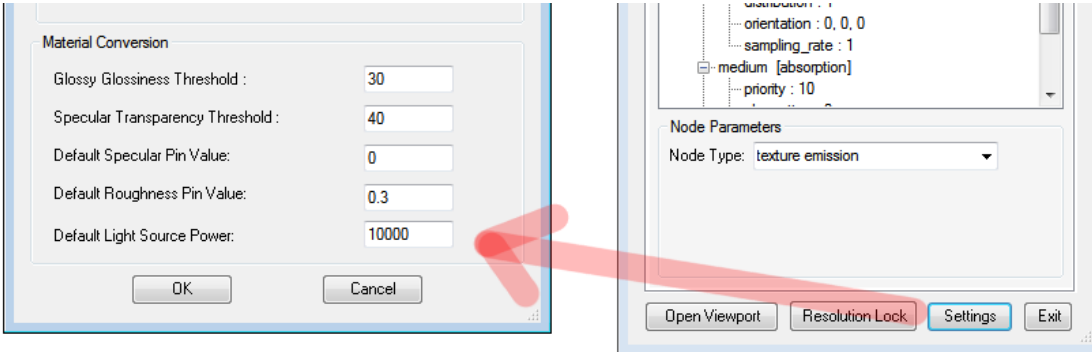 Material Conversion
Glossy Glossiness Threshold :
30
Specular Transparency Threshold :
40
Default Specular Pin Value:
0
Default Roughness Pin Value:
0.3
Default Light Source Power:
10000
OK
Cancel
distribution : 1
orientation : 0, 0, 0
sampling_rate : 1
medium [absorption]
priority : 10
Node Parameters
Node Type:
texture emission
Open Viewport
Resolution Lock
Settings
Exit